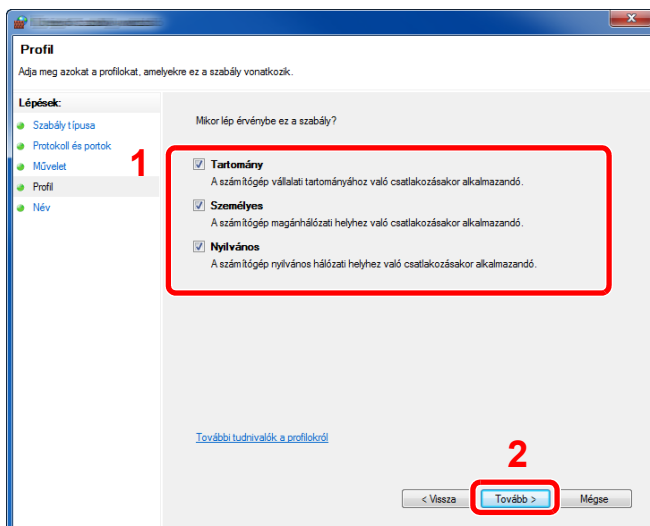 Profil
Adja meg azokat a profilokat, amelyekre ez a szabály vonatkozik.
Lépések:
Szabály típusa
Protokoll és portok
Művelet
Profil
Név
1
Mikor lép érvénybe ez a szabály?
Tartomány
A számítógép vállalati tartományához való csatlakozásakor alkalmazandó.
Személyes
A számítógép magánhálózati helyhez való csatlakozásakor alkalmazandó.
Nyilvános
A számítógép nyilvános hálózati helyhez való csatlakozásakor alkalmazandó.
További tudnivalók a profilokról
2
< Vissza Tovább > Mégse